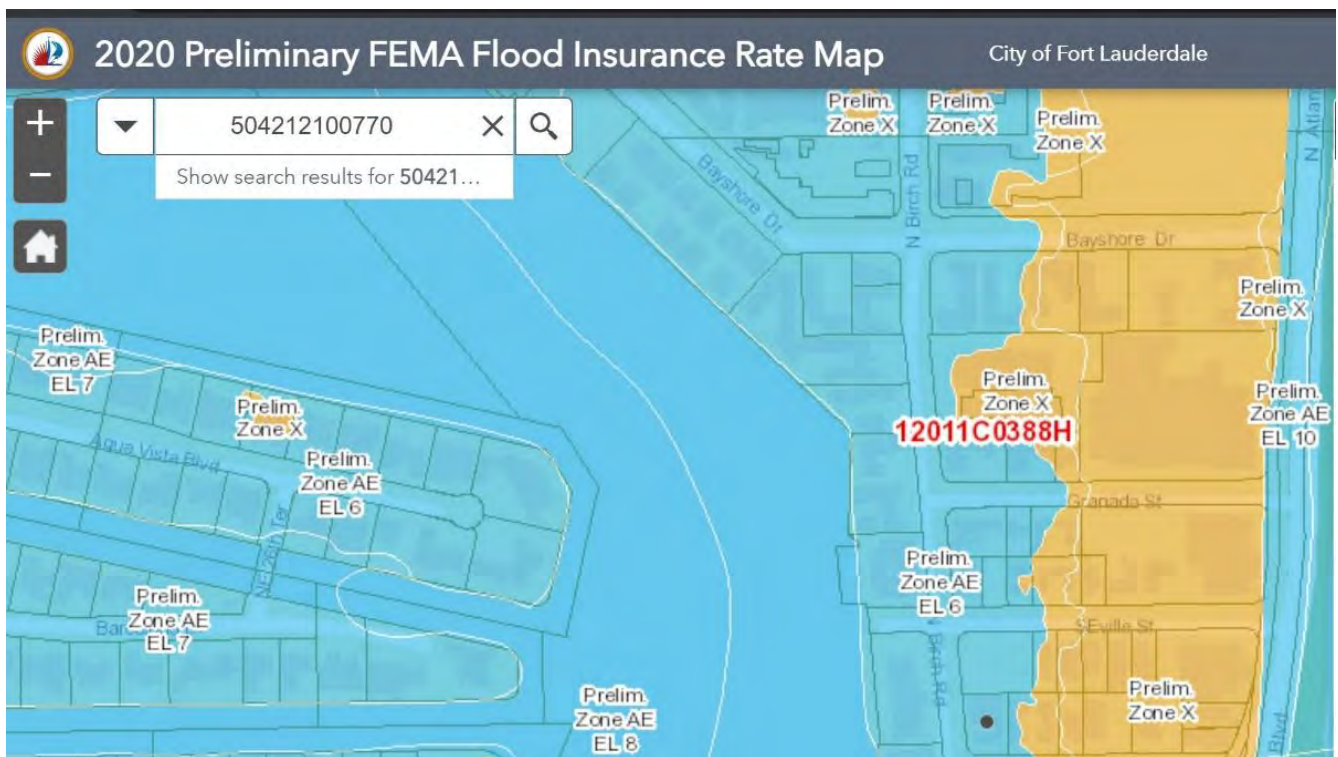 2020 Preliminary FEMA Flood Insurance Rate Map
City of Fort Lauderdale
504212100770
Show search results for 50421...
Prelim.
Zone X
Prelim.
Zone X
Prelim.
Zone X
N Atlan
Bayshore Dr
N Birch Rd
Bayshore Dr
Prelim.
Zone X
Prelim.
Zone AE
EL 7
Prelim.
Zone X
Prelim.
Zone X
12011C0388H
Prelim.
Zone AE
EL 10
Agua Vista Blvd
Prelim.
Zone AE
EL 6
Granada St
Prelim.
Zone AE
EL 6
Prelim.
Zone AE
EL 7
SEville St
Prelim.
Zone AE
EL 8
Prelim.
Zone X
Blvd